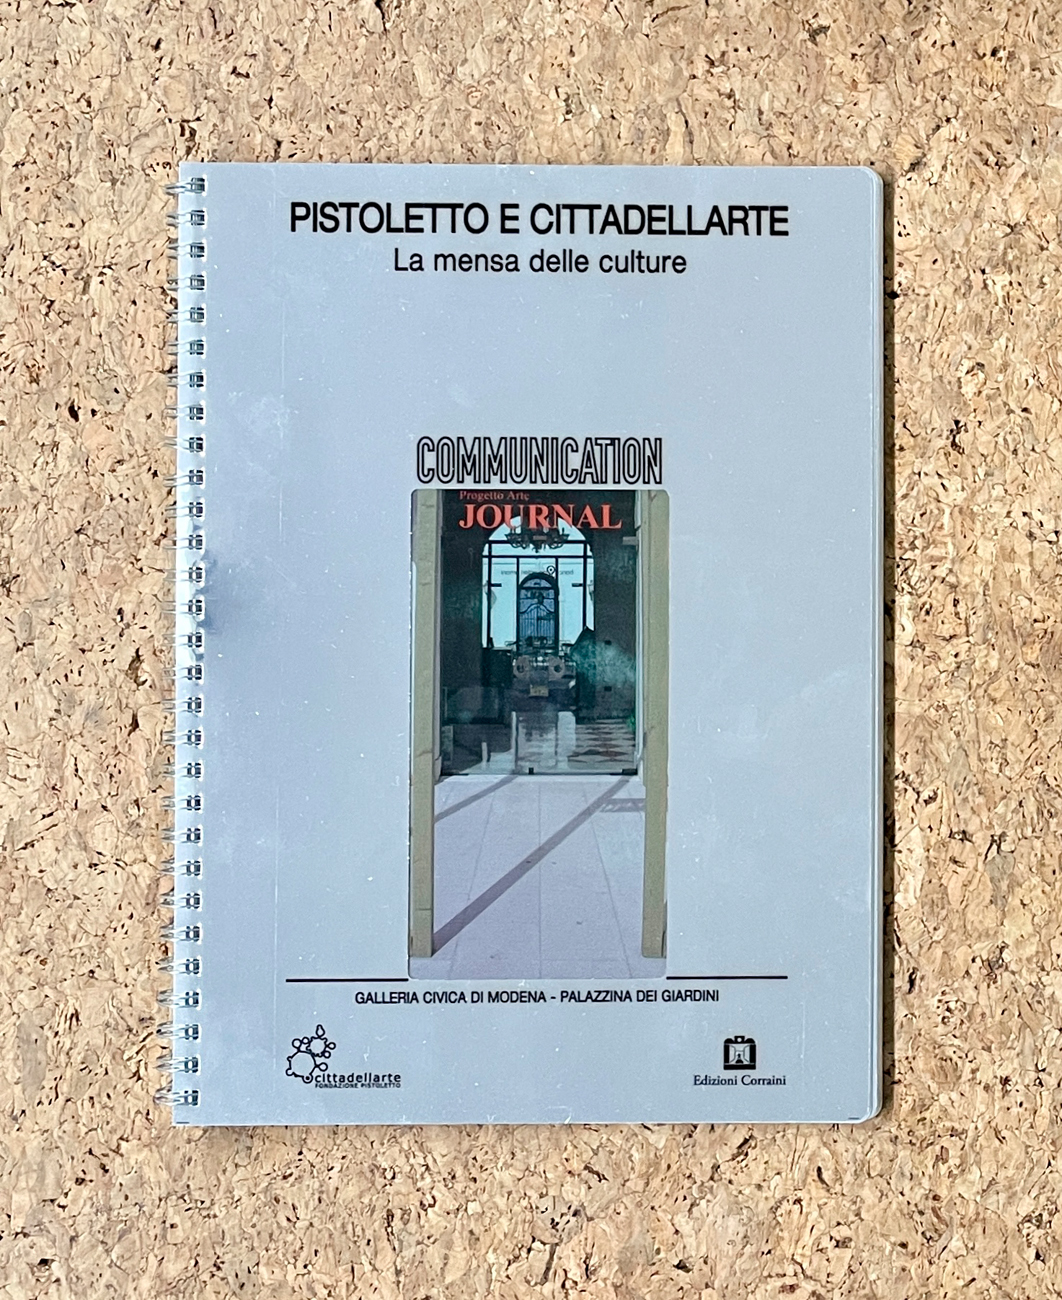 PISTOLETTO E CITTADELLARTE
La mensa delle culture
COMMUNICATION
Progetto Arte
JOURNAL
GALLERIA CIVICA DI MODENA - PALAZZINA DEI GIARDINI
cittadellarte
FONDAZIONE PISTOLETTO
Edizioni Corraini